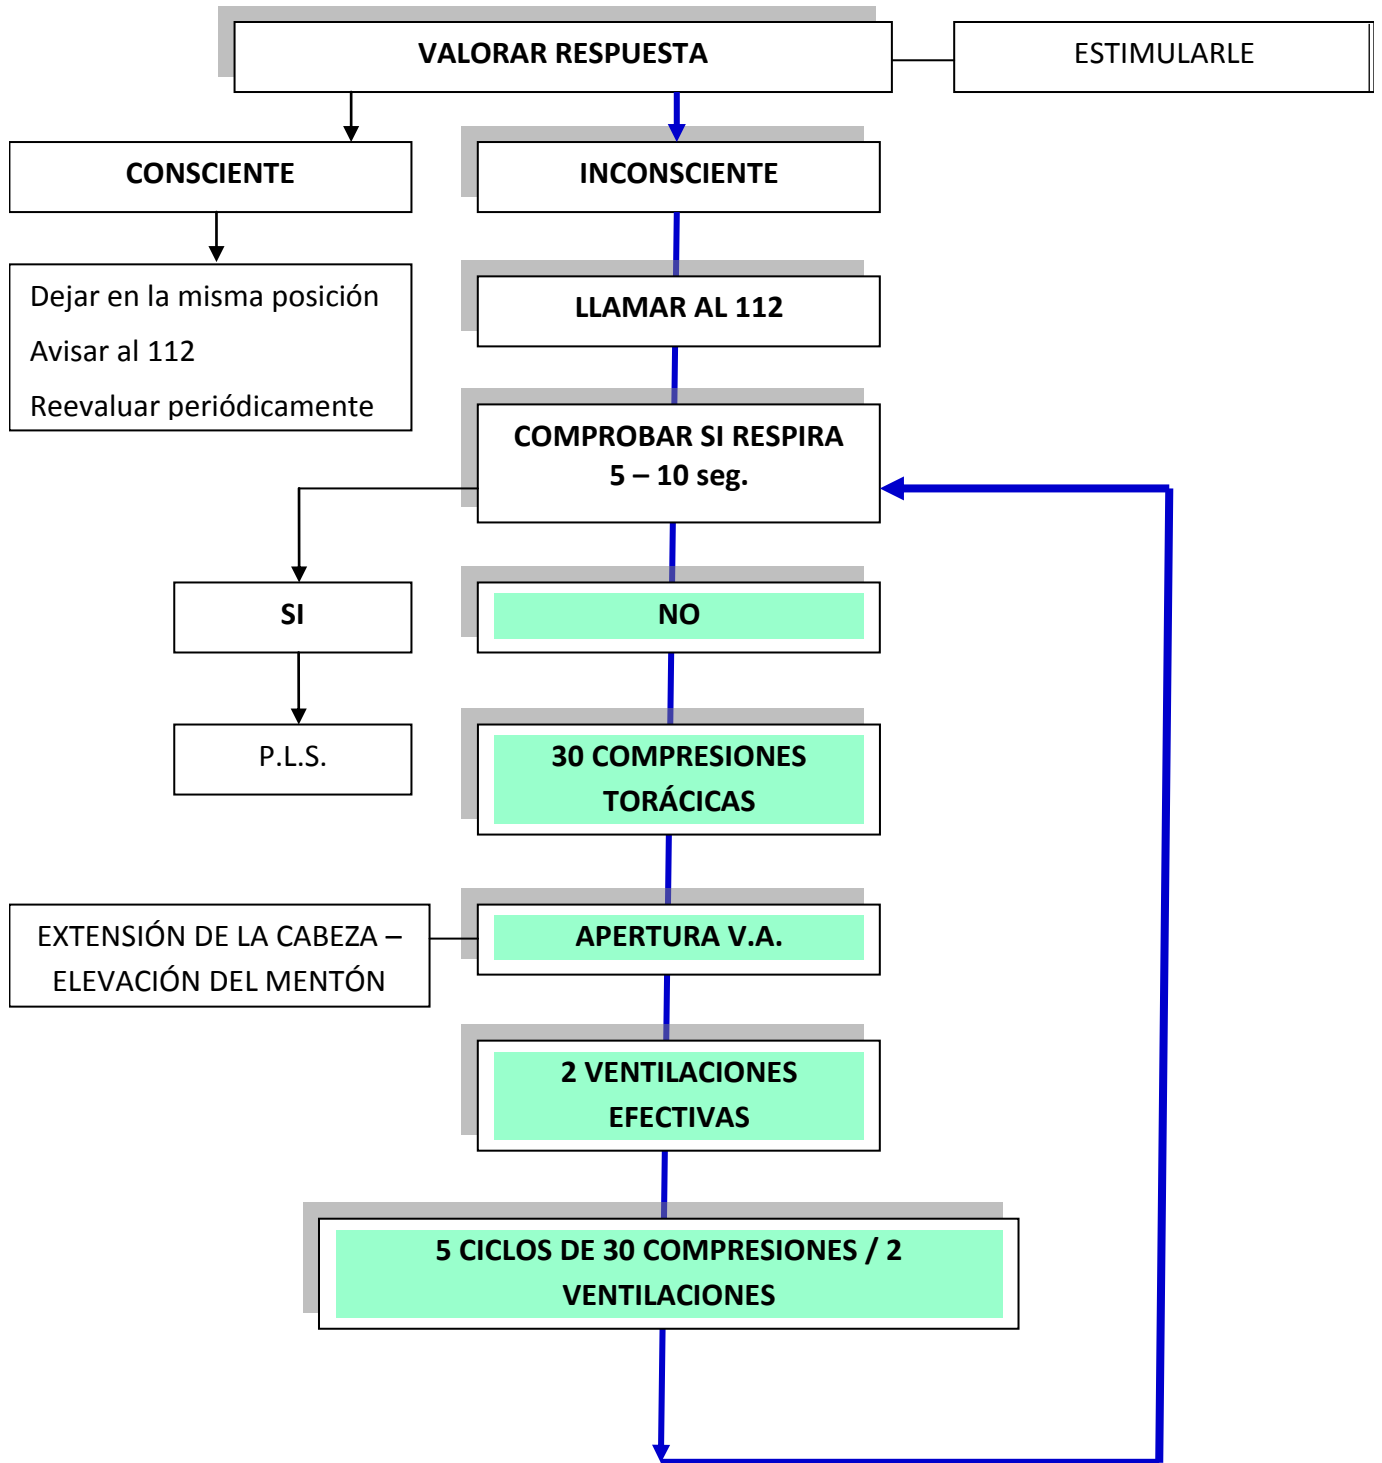 VALORAR RESPUESTA
ESTIMULARLE
CONSCIENTE
INCONSCIENTE
Dejar en la misma posición
Avisar al 112
Reevaluar periódicamente
LLAMAR AL 112
COMPROBAR SI RESPIRA
5 – 10 seg.
SI
NO
P.L.S.
30 COMPRESIONES
TORÁCICAS
EXTENSIÓN DE LA CABEZA –
ELEVACIÓN DEL MENTÓN
APERTURA V.A.
2 VENTILACIONES
EFECTIVAS
5 CICLOS DE 30 COMPRESIONES / 2
VENTILACIONES